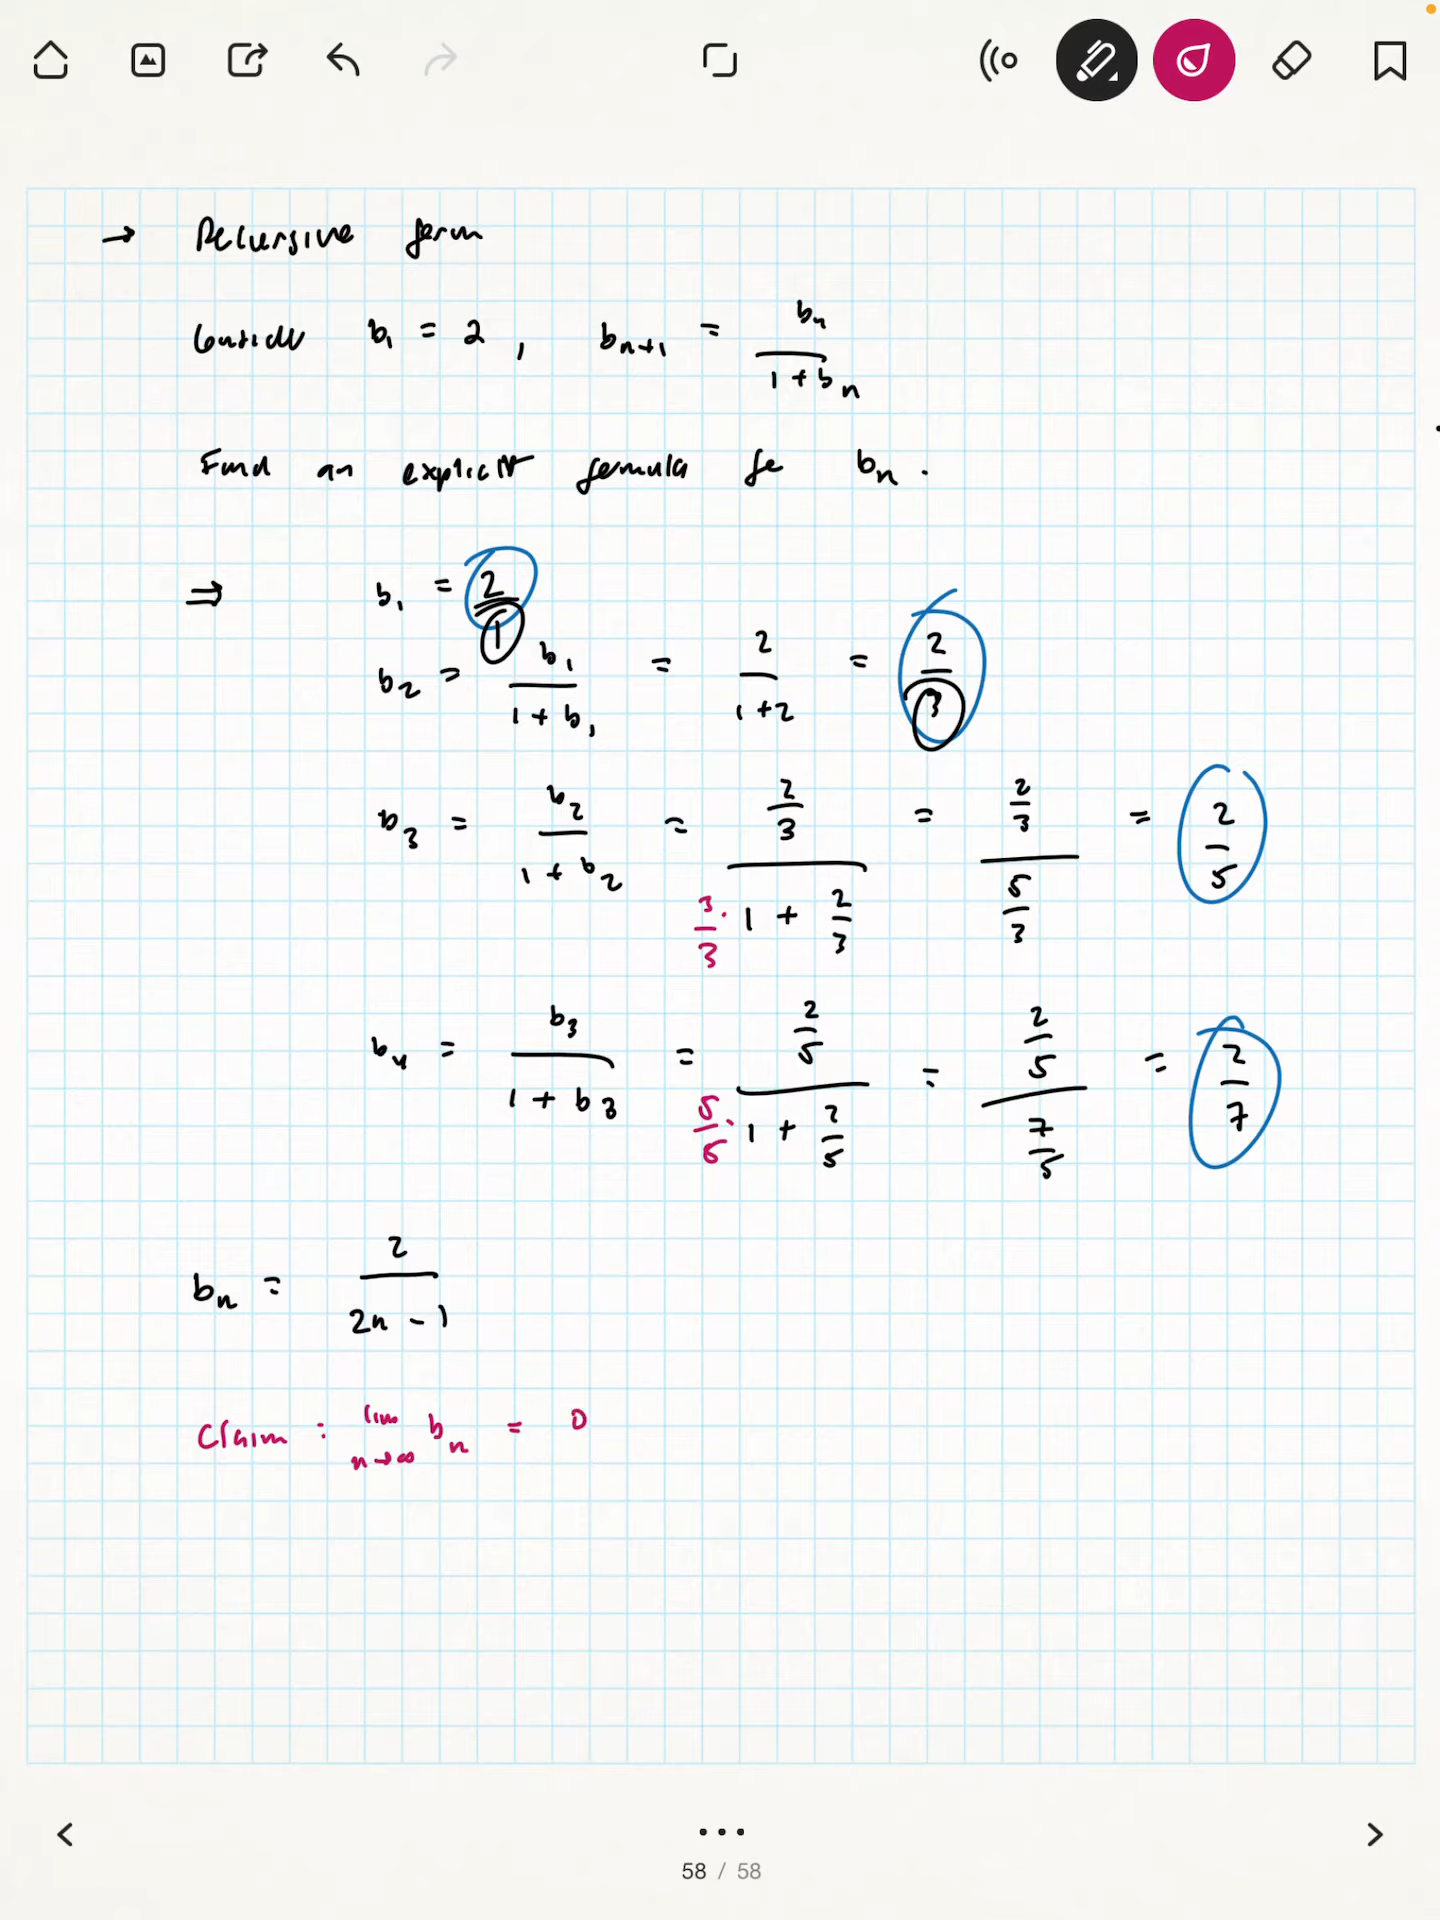 → Recursive form
Consider b₁ = 2 , bₙ₊₁ = bₙ / (1 + bₙ)
Find an explicit formula for bₙ .
⇒ b₁ = 2/1
b₂ = b₁ / (1 + b₁) = 2 / (1 + 2) = 2/3
b₃ = b₂ / (1 + b₂) = (2/3) / (3/3 · 1 + 2/3) = (2/3) / (5/3) = 2/5
b₄ = b₃ / (1 + b₃) = (2/5) / (5/5 · 1 + 2/5) = (2/5) / (7/5) = 2/7
bₙ = 2 / (2n - 1)
Claim : lim n→∞ bₙ = 0
58 / 58